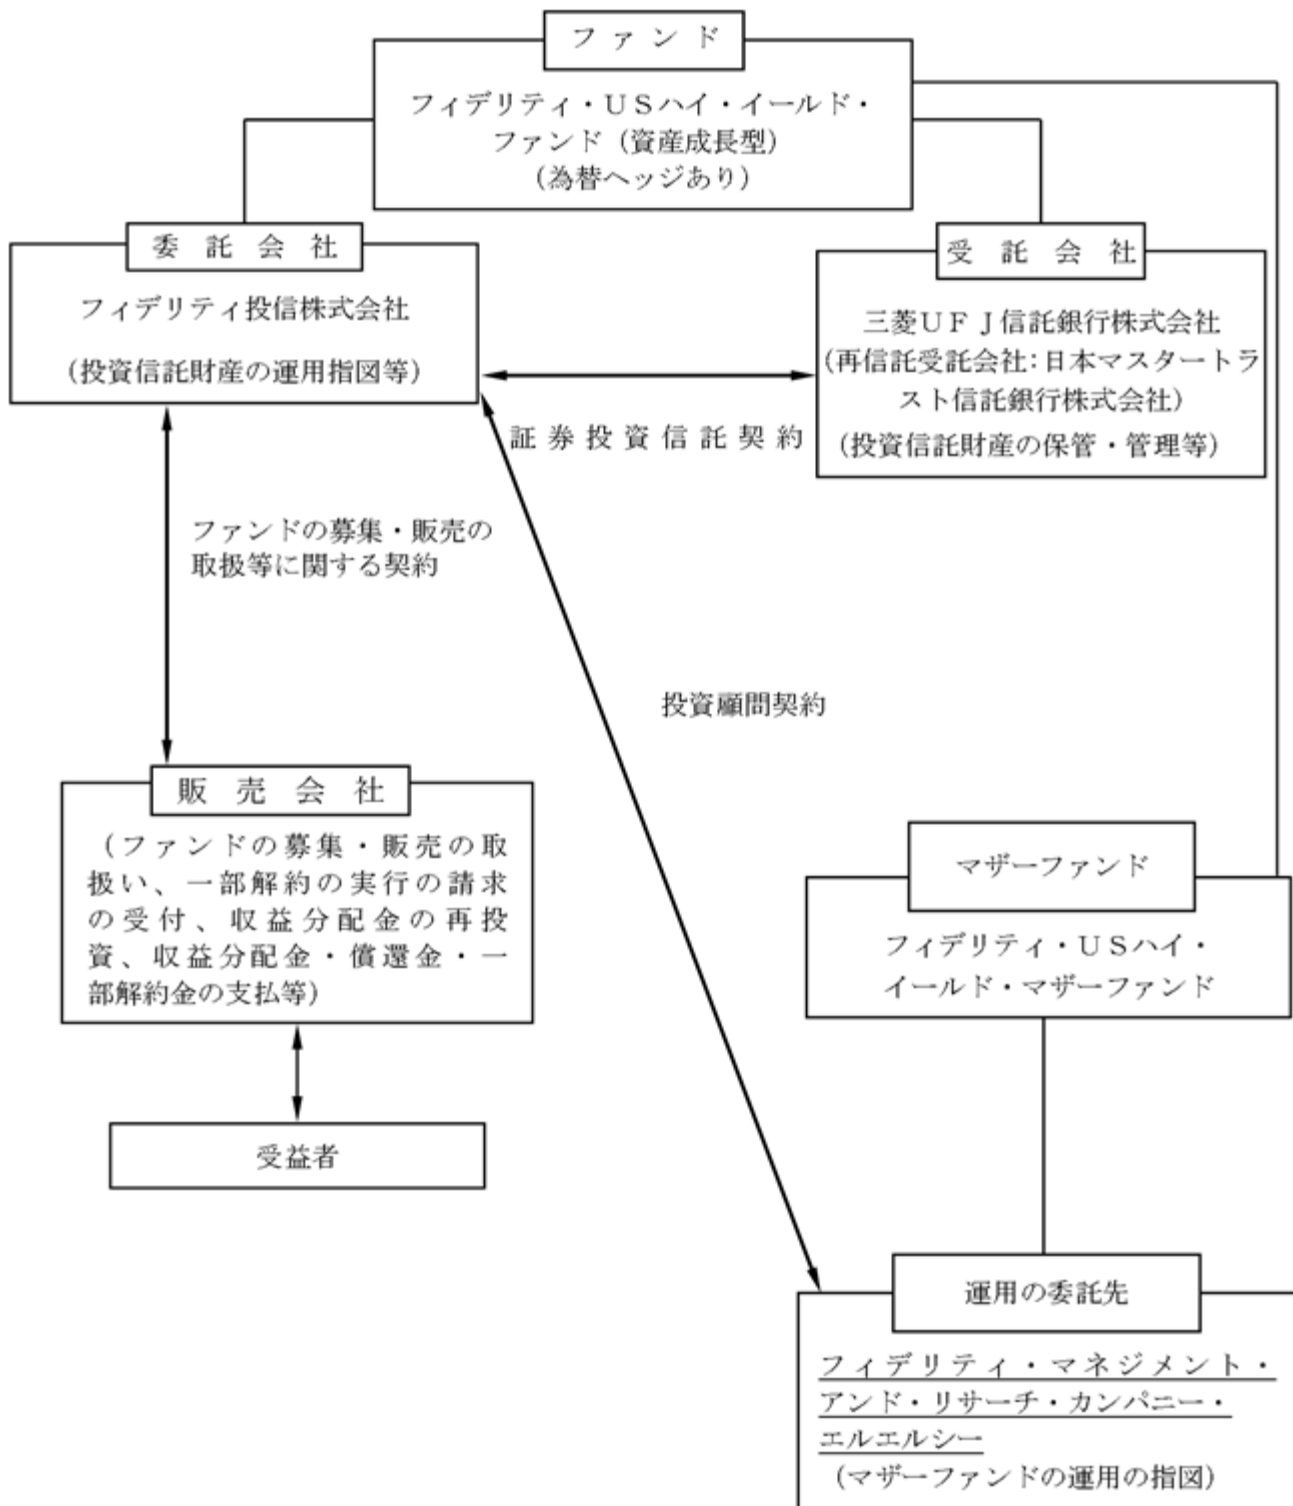 ファンド
フィデリティ・ＵＳハイ・イールド・
ファンド（資産成長型）
（為替ヘッジあり）
委託会社
フィデリティ投信株式会社
（投資信託財産の運用指図等）
受託会社
三菱ＵＦＪ信託銀行株式会社
（再信託受託会社：日本マスタートラ
スト信託銀行株式会社）
（投資信託財産の保管・管理等）
証券投資信託契約
ファンドの募集・販売の
取扱等に関する契約
投資顧問契約
販売会社
（ファンドの募集・販売の取
扱い、一部解約の実行の請求
の受付、収益分配金の再投
資、収益分配金・償還金・一
部解約金の支払等）
受益者
マザーファンド
フィデリティ・ＵＳハイ・
イールド・マザーファンド
運用の委託先
フィデリティ・マネジメント・
アンド・リサーチ・カンパニー・
エルエルシー
（マザーファンドの運用の指図）